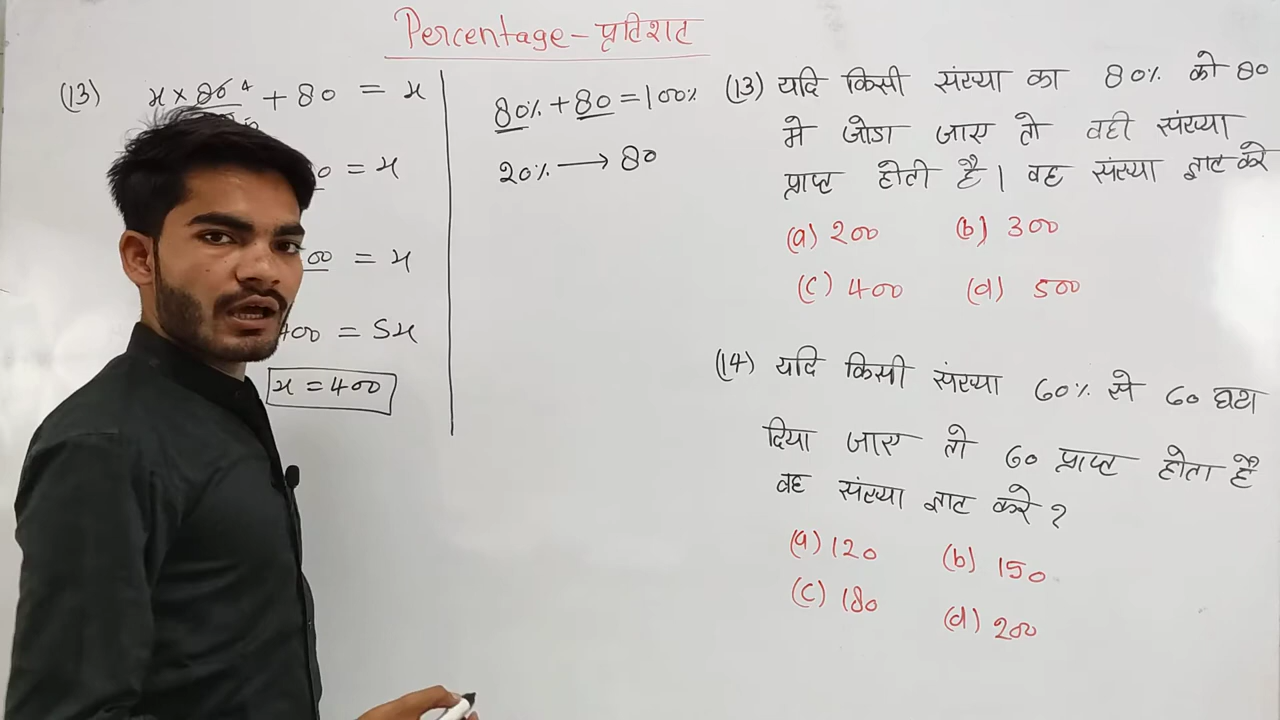 Percentage - प्रतिशत
(13) x × 80 4 + 80 = x
0 = x
00 = x
400 = 5x
x = 400
80% + 80 = 100%
20% → 80
(13) यदि किसी संख्या का 80% को 80
मे जोडा जाए तो वही संख्या
प्राप्त होती है। वह संख्या ज्ञात करे
(a) 200 (b) 300
(c) 400 (d) 500
(14) यदि किसी संख्या 60% से 60 घटा
दिया जाए तो 60 प्राप्त होता है
वह संख्या ज्ञात करे ?
(a) 120 (b) 150
(c) 180 (d) 200